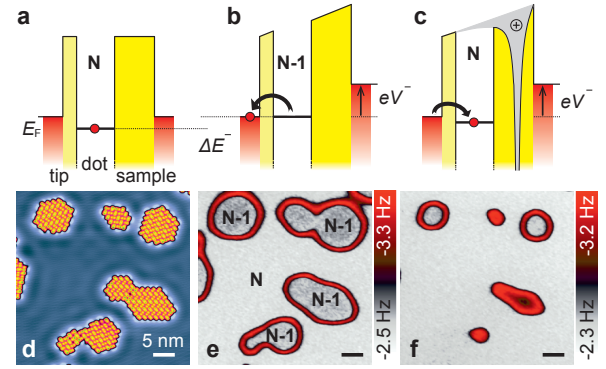 a
b
c
N
N-1
N
eV⁻
eV⁻
E_F
ΔE⁻
tip
dot
sample
d
5 nm
N-1
N-1
N
N-1
N-1
e
-3.3 Hz
-2.5 Hz
f
-3.2 Hz
-2.3 Hz